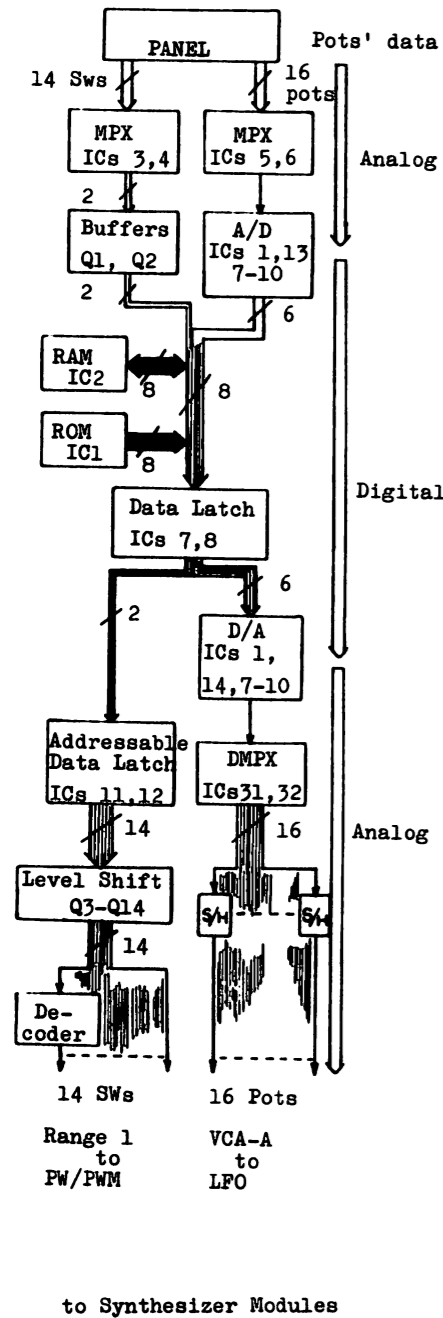 PANEL
Pots' data
14 Sws
16
pots
MPX
ICs 3,4
MPX
ICs 5,6
Analog
2
Buffers
Q1, Q2
A/D
ICs 1,13
7-10
2
6
RAM
IC2
8
8
ROM
IC1
8
Data Latch
ICs 7,8
Digital
2
6
D/A
ICs 1,
14,7-10
Addressable
Data Latch
ICs 11,12
DMPX
ICs31,32
14
16
Analog
Level Shift
Q3-Q14
S/H
S/H
14
De-
coder
14 SWs
16 Pots
Range 1
to
PW/PWM
VCA-A
to
LFO
to Synthesizer Modules